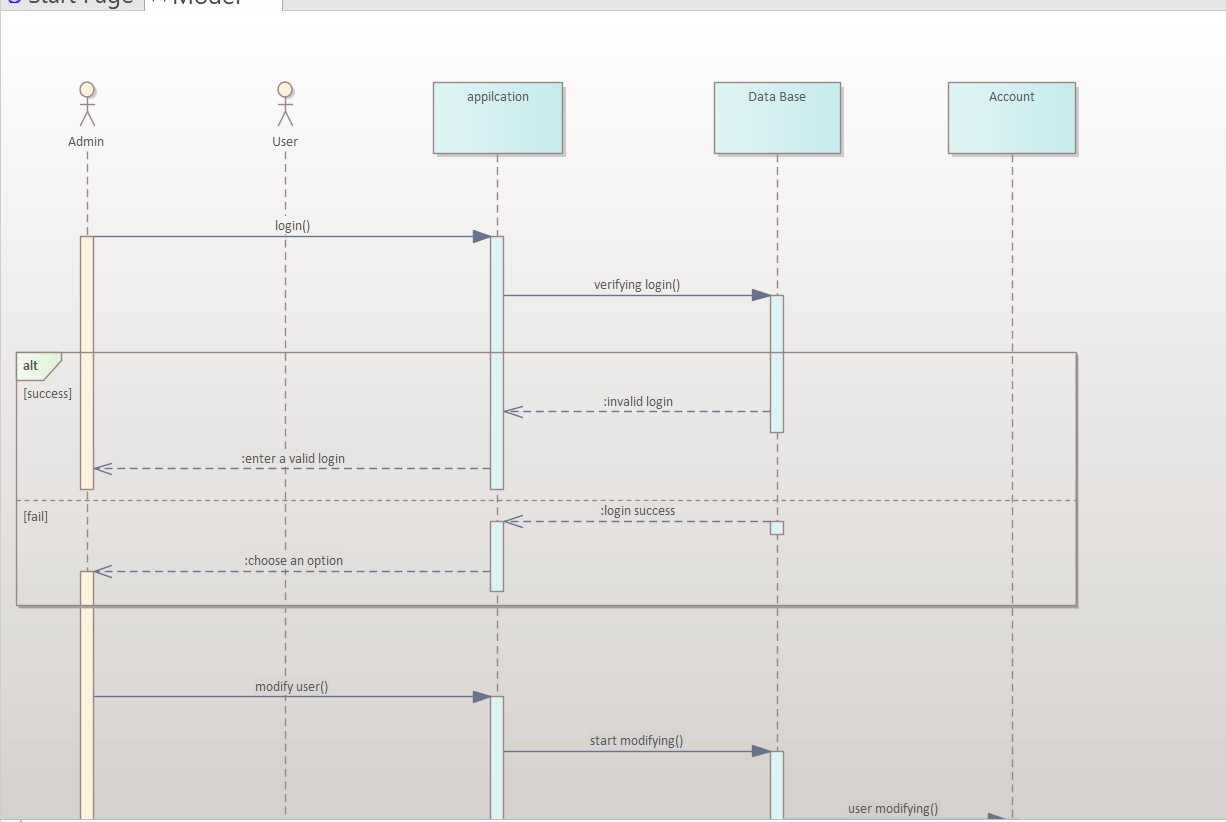 Start Page Model
Admin User appilcation Data Base Account
login()
verifying login()
alt
[success]
:invalid login
:enter a valid login
:login success
[fail]
:choose an option
modify user()
start modifying()
user modifying()